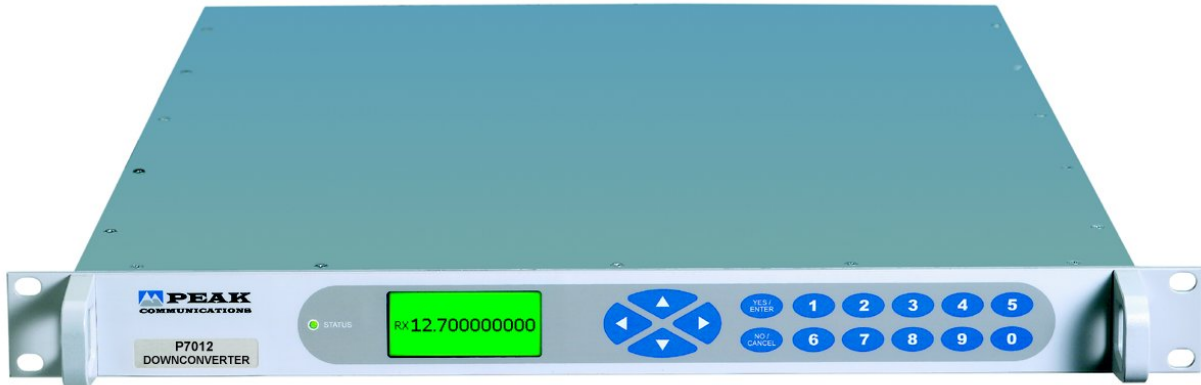 PEAK
COMMUNICATIONS
P7012
DOWNCONVERTER
STATUS
RX 12.700000000
YES /
ENTER
1 2 3 4 5
NO /
CANCEL
6 7 8 9 0